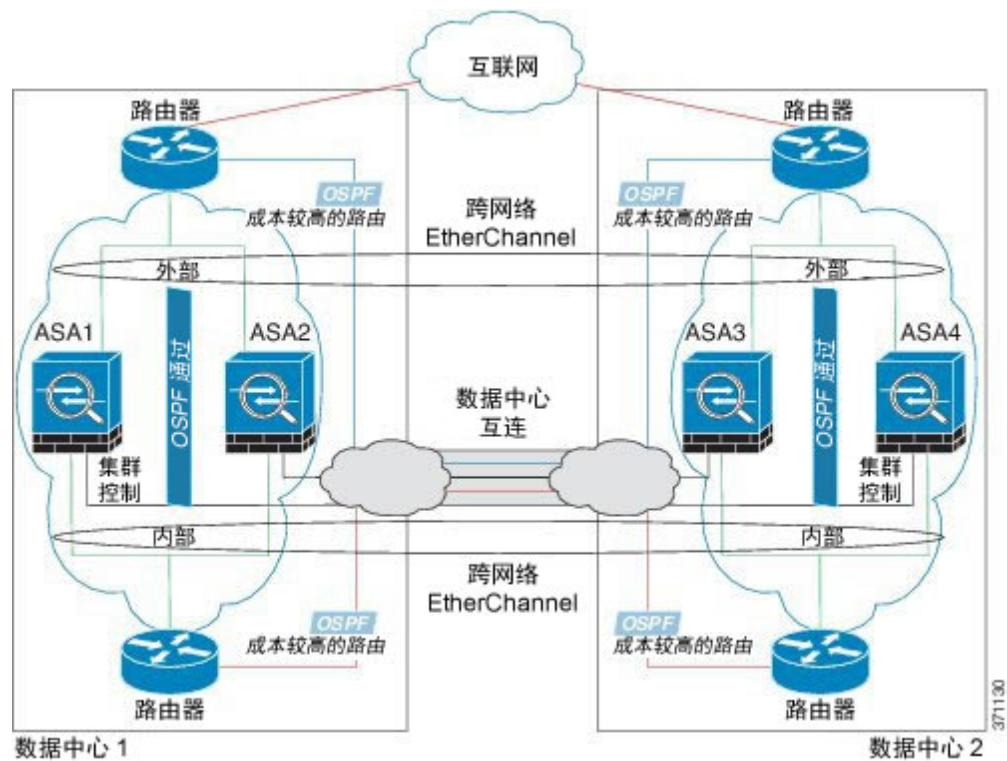 互联网
路由器
路由器
OSPF
成本较高的路由
跨网络
EtherChannel
OSPF
成本较高的路由
外部
外部
ASA1
ASA2
ASA3
ASA4
OSPF 通过
OSPF 通过
数据中心
互连
集群
控制
集群
控制
内部
内部
跨网络
EtherChannel
OSPF
成本较高的路由
OSPF
成本较高的路由
路由器
路由器
371130
数据中心 1
数据中心 2